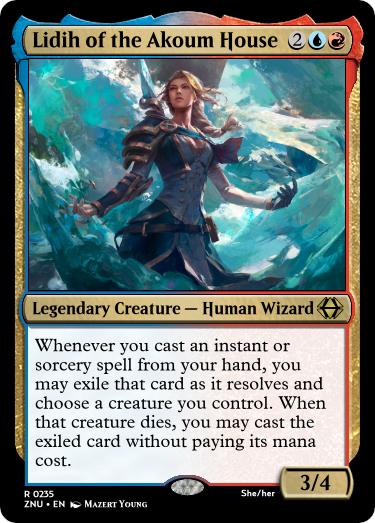 Lidih of the Akoum House 2
Legendary Creature — Human Wizard
Whenever you cast an instant or
sorcery spell from your hand, you
may exile that card as it resolves and
choose a creature you control. When
that creature dies, you may cast the
exiled card without paying its mana
cost.
3/4
R 0235
ZNU • EN Mazert Young
She/her